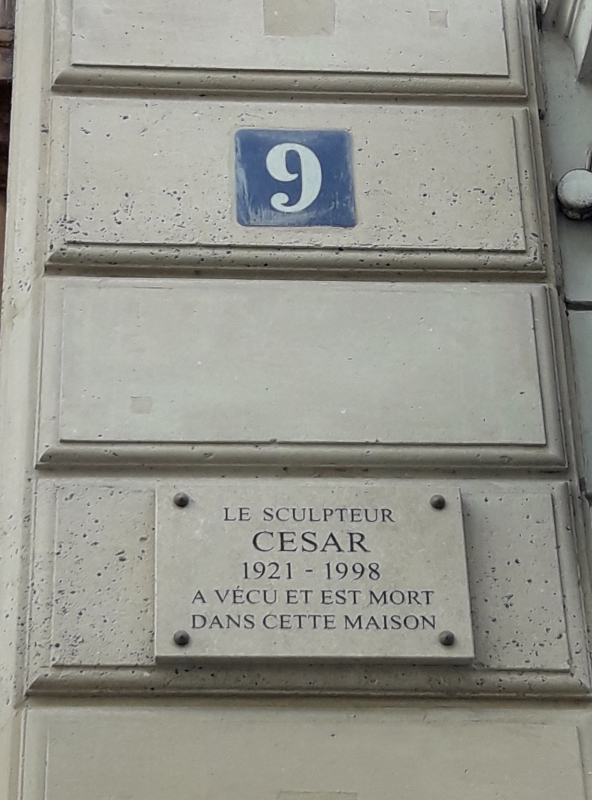 9
LE SCULPTEUR
CESAR
1921 - 1998
A VÉCU ET EST MORT
DANS CETTE MAISON